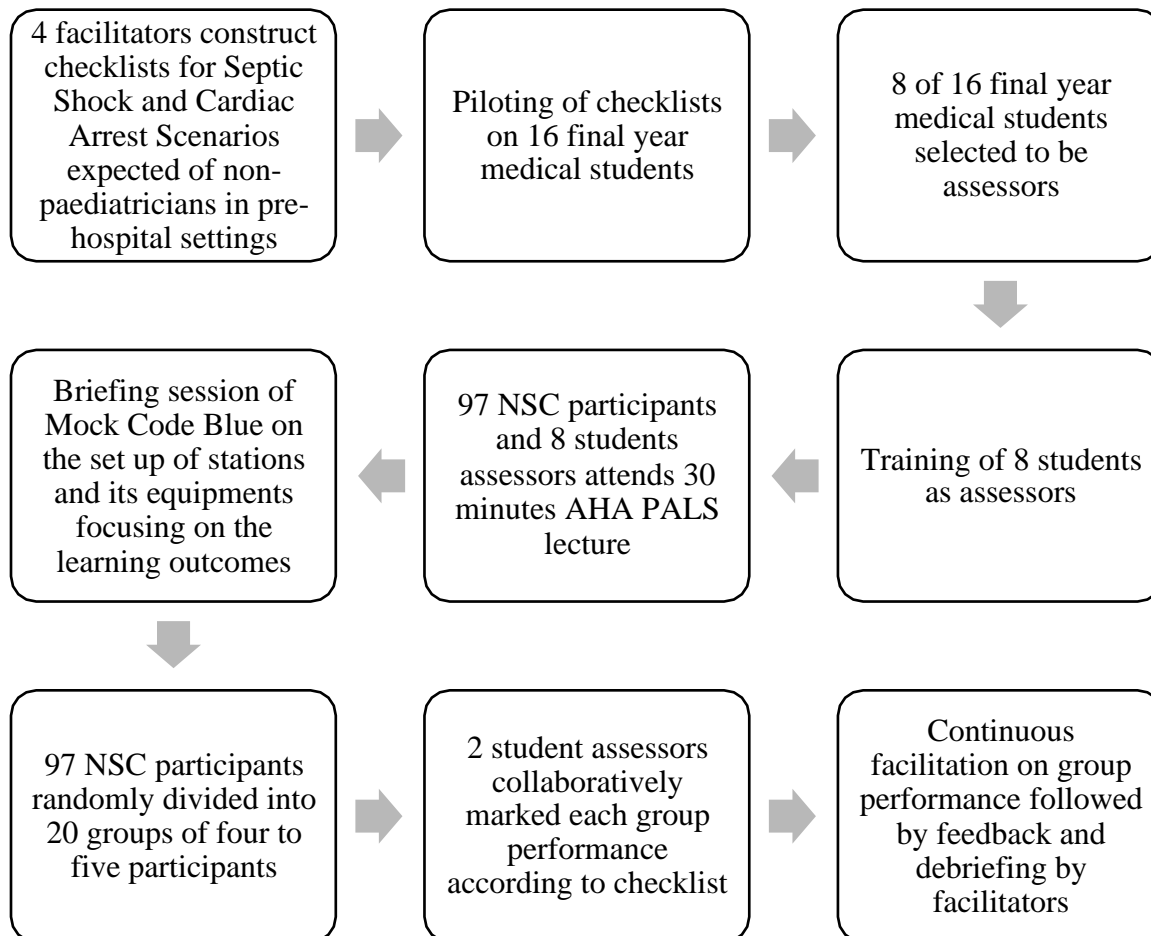 4 facilitators construct
checklists for Septic
Shock and Cardiac
Arrest Scenarios
expected of non-
paediatricians in pre-
hospital settings
Piloting of checklists
on 16 final year
medical students
8 of 16 final year
medical students
selected to be
assessors
Training of 8 students
as assessors
97 NSC participants
and 8 students
assessors attends 30
minutes AHA PALS
lecture
Briefing session of
Mock Code Blue on
the set up of stations
and its equipments
focusing on the
learning outcomes
97 NSC participants
randomly divided into
20 groups of four to
five participants
2 student assessors
collaboratively
marked each group
performance
according to checklist
Continuous
facilitation on group
performance followed
by feedback and
debriefing by
facilitators